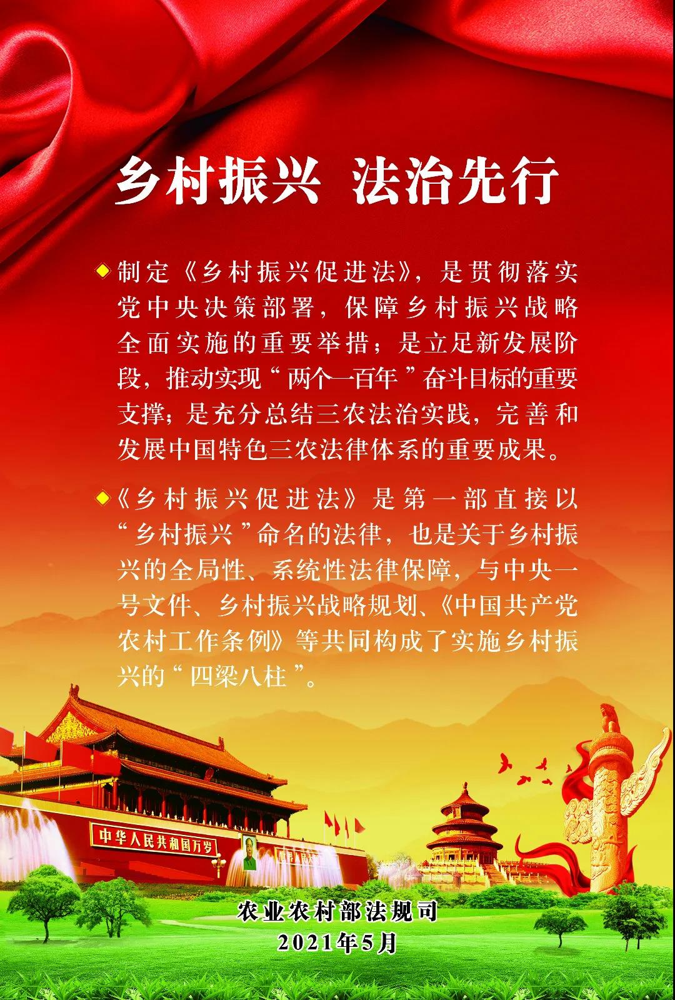 乡村振兴 法治先行
制定《乡村振兴促进法》，是贯彻落实
党中央决策部署，保障乡村振兴战略
全面实施的重要举措；是立足新发展阶
段，推动实现“两个一百年”奋斗目标的重要
支撑；是充分总结三农法治实践，完善和
发展中国特色三农法律体系的重要成果。
《乡村振兴促进法》是第一部直接以
“乡村振兴”命名的法律，也是关于乡村振
兴的全局性、系统性法律保障，与中央一
号文件、乡村振兴战略规划、《中国共产党
农村工作条例》等共同构成了实施乡村振
兴的“四梁八柱”。
中华人民共和国万岁
世界人民大
农业农村部法规司
2021年5月